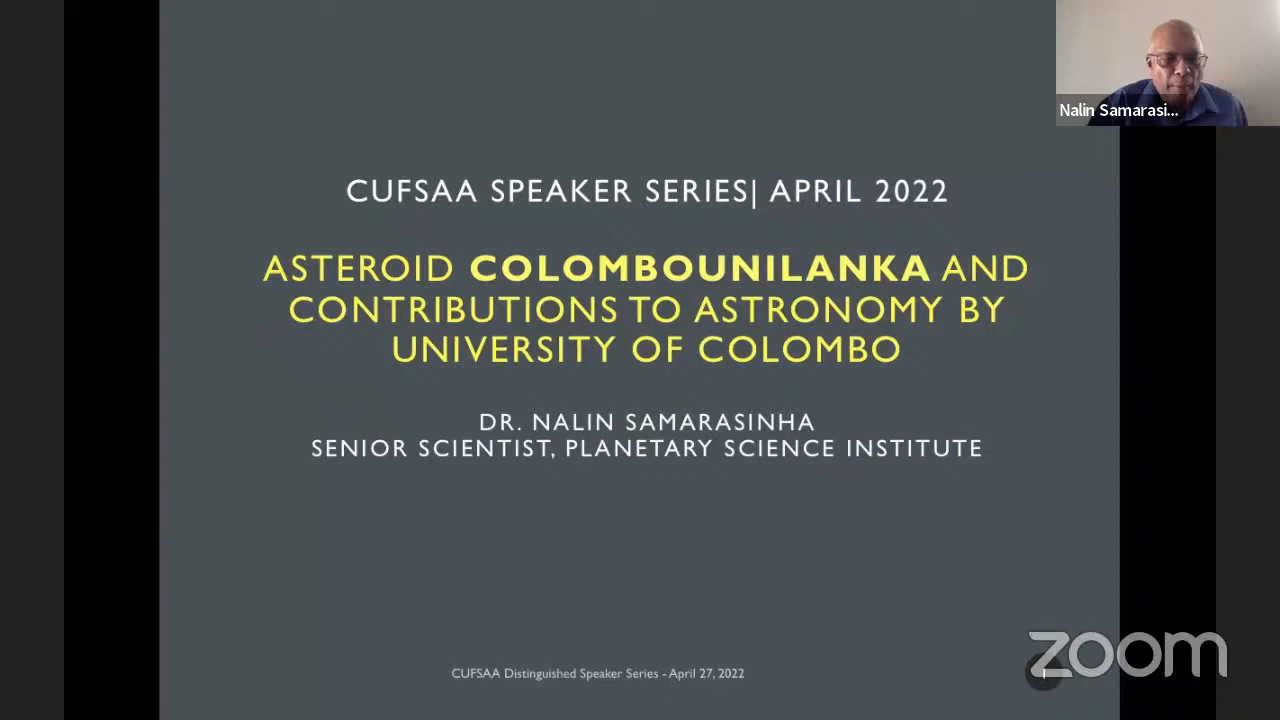 Nalin Samarasi...
CUFSAA SPEAKER SERIES| APRIL 2022
ASTEROID COLOMBOUNILANKA AND
CONTRIBUTIONS TO ASTRONOMY BY
UNIVERSITY OF COLOMBO
DR. NALIN SAMARASINHA
SENIOR SCIENTIST, PLANETARY SCIENCE INSTITUTE
CUFSAA Distinguished Speaker Series - April 27, 2022
1
zoom